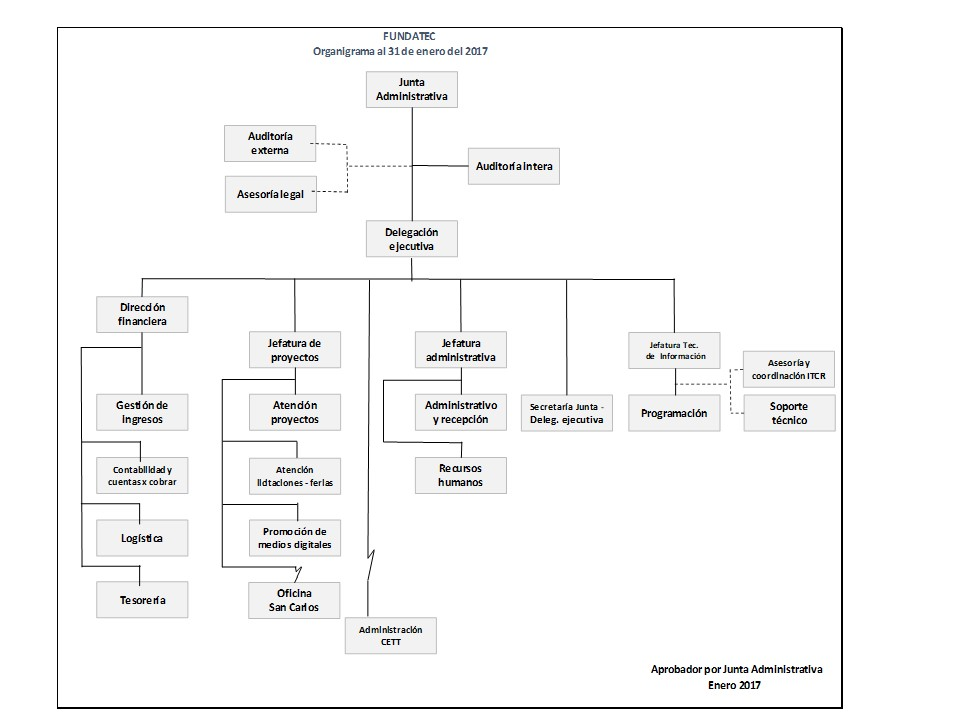 FUNDATEC
Organigrama al 31 de enero del 2017
Junta
Administrativa
Auditoría
externa
Auditoría intera
Asesoría legal
Delegación
ejecutiva
Dirección
financiera
Jefatura de
proyectos
Jefatura
administrativa
Jefatura Tec.
de Información
Asesoría y
coordinación ITCR
Gestión de
ingresos
Atención
proyectos
Administrativo
y recepción
Secretaría Junta -
Deleg. ejecutiva
Programación
Soporte
técnico
Contabilidad y
cuentas x cobrar
Atención
licitaciones - ferias
Recursos
humanos
Logística
Promoción de
medios digitales
Tesorería
Oficina
San Carlos
Administración
CETT
Aprobador por Junta Administrativa
Enero 2017